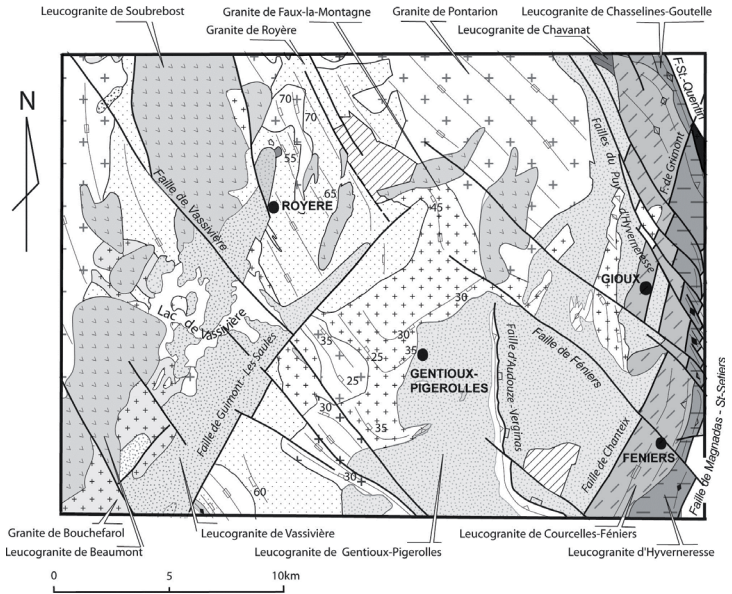 Leucogranite de Soubrebost
Granite de Faux-la-Montagne
Granite de Pontarion
Leucogranite de Chasselines-Goutelle
Granite de Royère
Leucogranite de Chavanat
N
F.-St.-Quentin
F. de Grimont
Failles du Puy d'Hyverneresse
70
70
55
65
45
ROYERE
Faille de Vassivière
GIOUX
Lac de Vassivière
30
30
35
35
25
25
30
35
30
60
GENTIOUX-
PIGEROLLES
Faille d'Audouze-Verginas
Faille de Féniers
Faille de Guimont-Les Saules
Faille de Chanteix
FENIERS
Faille de Magnadas - St-Setiers
Granite de Bouchefarol
Leucogranite de Vassivière
Leucogranite de Courcelles-Féniers
Leucogranite de Beaumont
Leucogranite de Gentioux-Pigerolles
Leucogranite d'Hyverneresse
0 5 10km